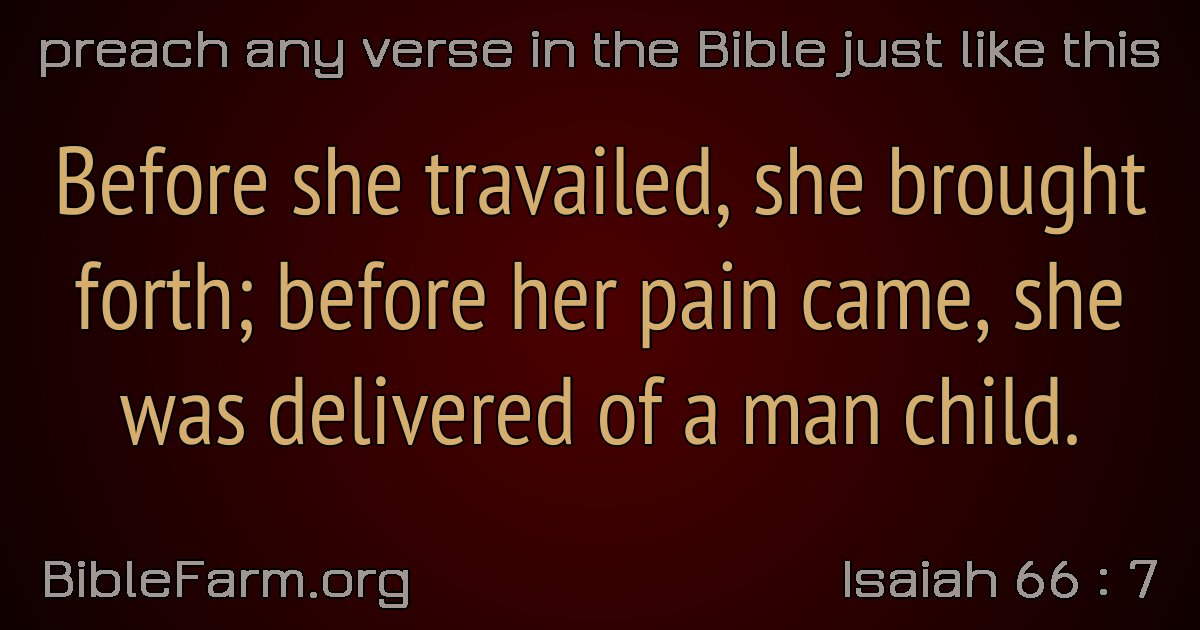 preach any verse in the Bible just like this
Before she travailed, she brought
forth; before her pain came, she
was delivered of a man child.
BibleFarm.org
Isaiah 66 : 7